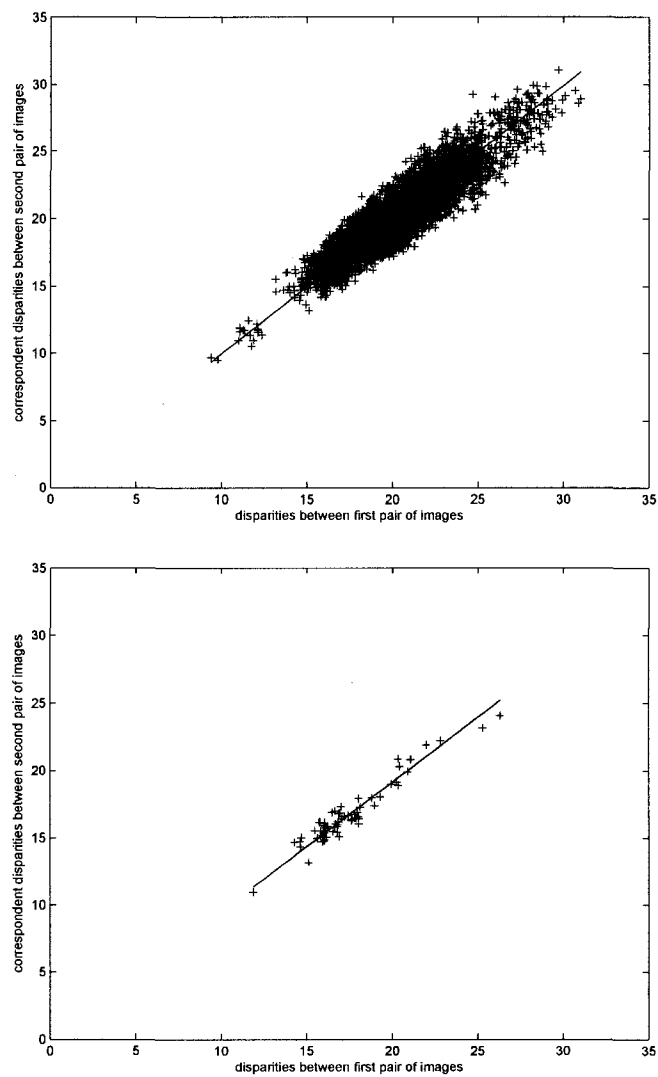 35
30
25
20
15
10
5
0
correspondent disparities between second pair of images
0 5 10 15 20 25 30 35
disparities between first pair of images
35
30
25
20
15
10
5
0
correspondent disparities between second pair of images
0 5 10 15 20 25 30 35
disparities between first pair of images